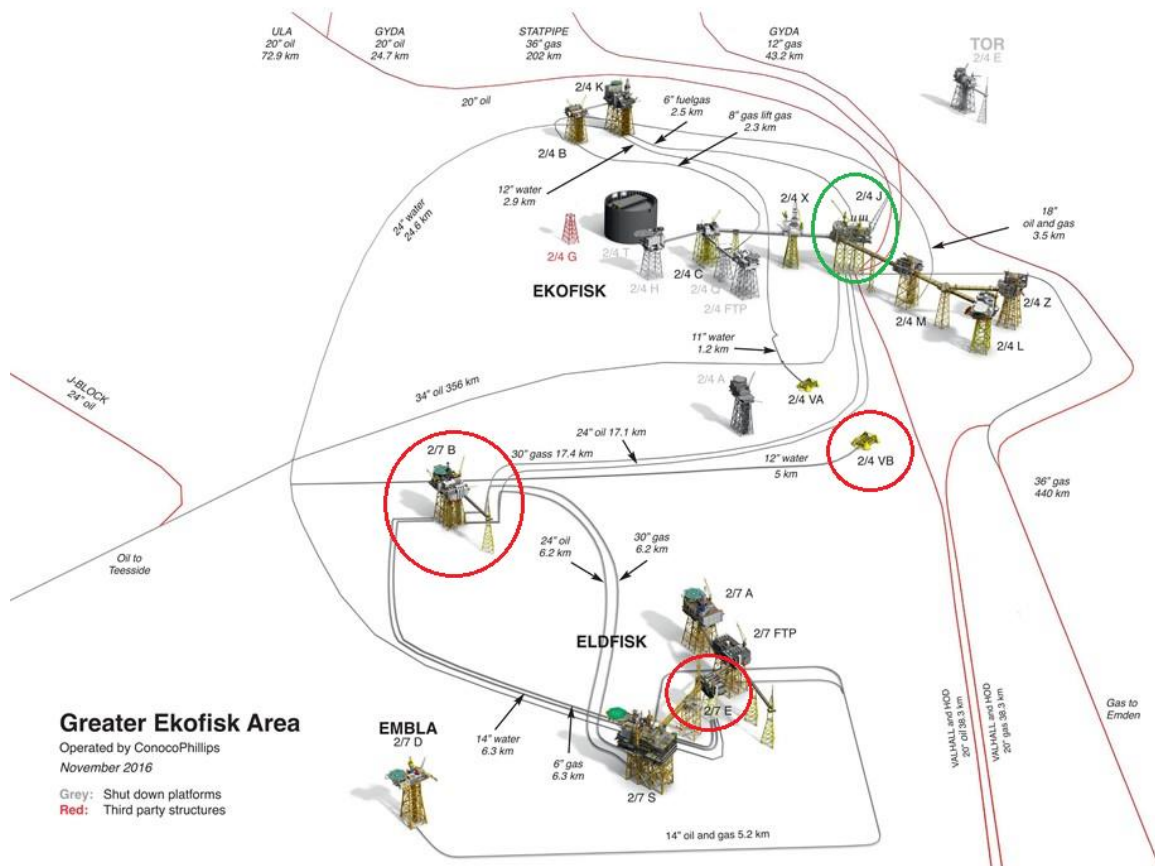 ULA
20" oil
72.9 km
GYDA
20" oil
24.7 km
STATPIPE
36" gas
202 km
GYDA
12" gas
43.2 km
TOR
2/4 E
20" oil
2/4 K
6" fuelgas
2.5 km
8" gas lift gas
2.3 km
2/4 B
12" water
2.9 km
24" water
24.6 km
2/4 X
2/4 J
18"
oil and gas
3.5 km
2/4 G
2/4 T
2/4 H
2/4 C
2/4 Q
2/4 FTP
EKOFISK
2/4 M
2/4 Z
2/4 L
11" water
1.2 km
2/4 A
2/4 VA
J-BLOCK
24" oil
34" oil 356 km
24" oil 17.1 km
2/7 B
30" gass 17.4 km
12" water
5 km
2/4 VB
36" gas
440 km
Oil to
Teesside
24" oil
6.2 km
30" gas
6.2 km
2/7 A
ELDFISK
2/7 FTP
2/7 E
VALHALL and HOD
20" oil 38.3 km
VALHALL and HOD
20" gas 38.3 km
Gas to
Emden
Greater Ekofisk Area
Operated by ConocoPhillips
November 2016
Grey: Shut down platforms
Red: Third party structures
EMBLA
2/7 D
14" water
6.3 km
6" gas
6.3 km
2/7 S
14" oil and gas 5.2 km